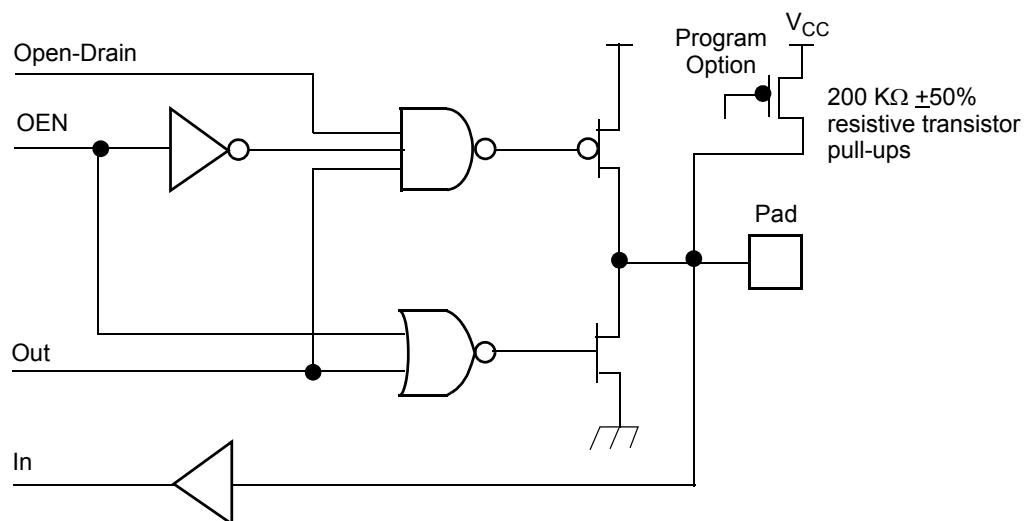 Open-Drain
OEN
Out
In
Program
Option
VCC
200 KΩ ±50%
resistive transistor
pull-ups
Pad